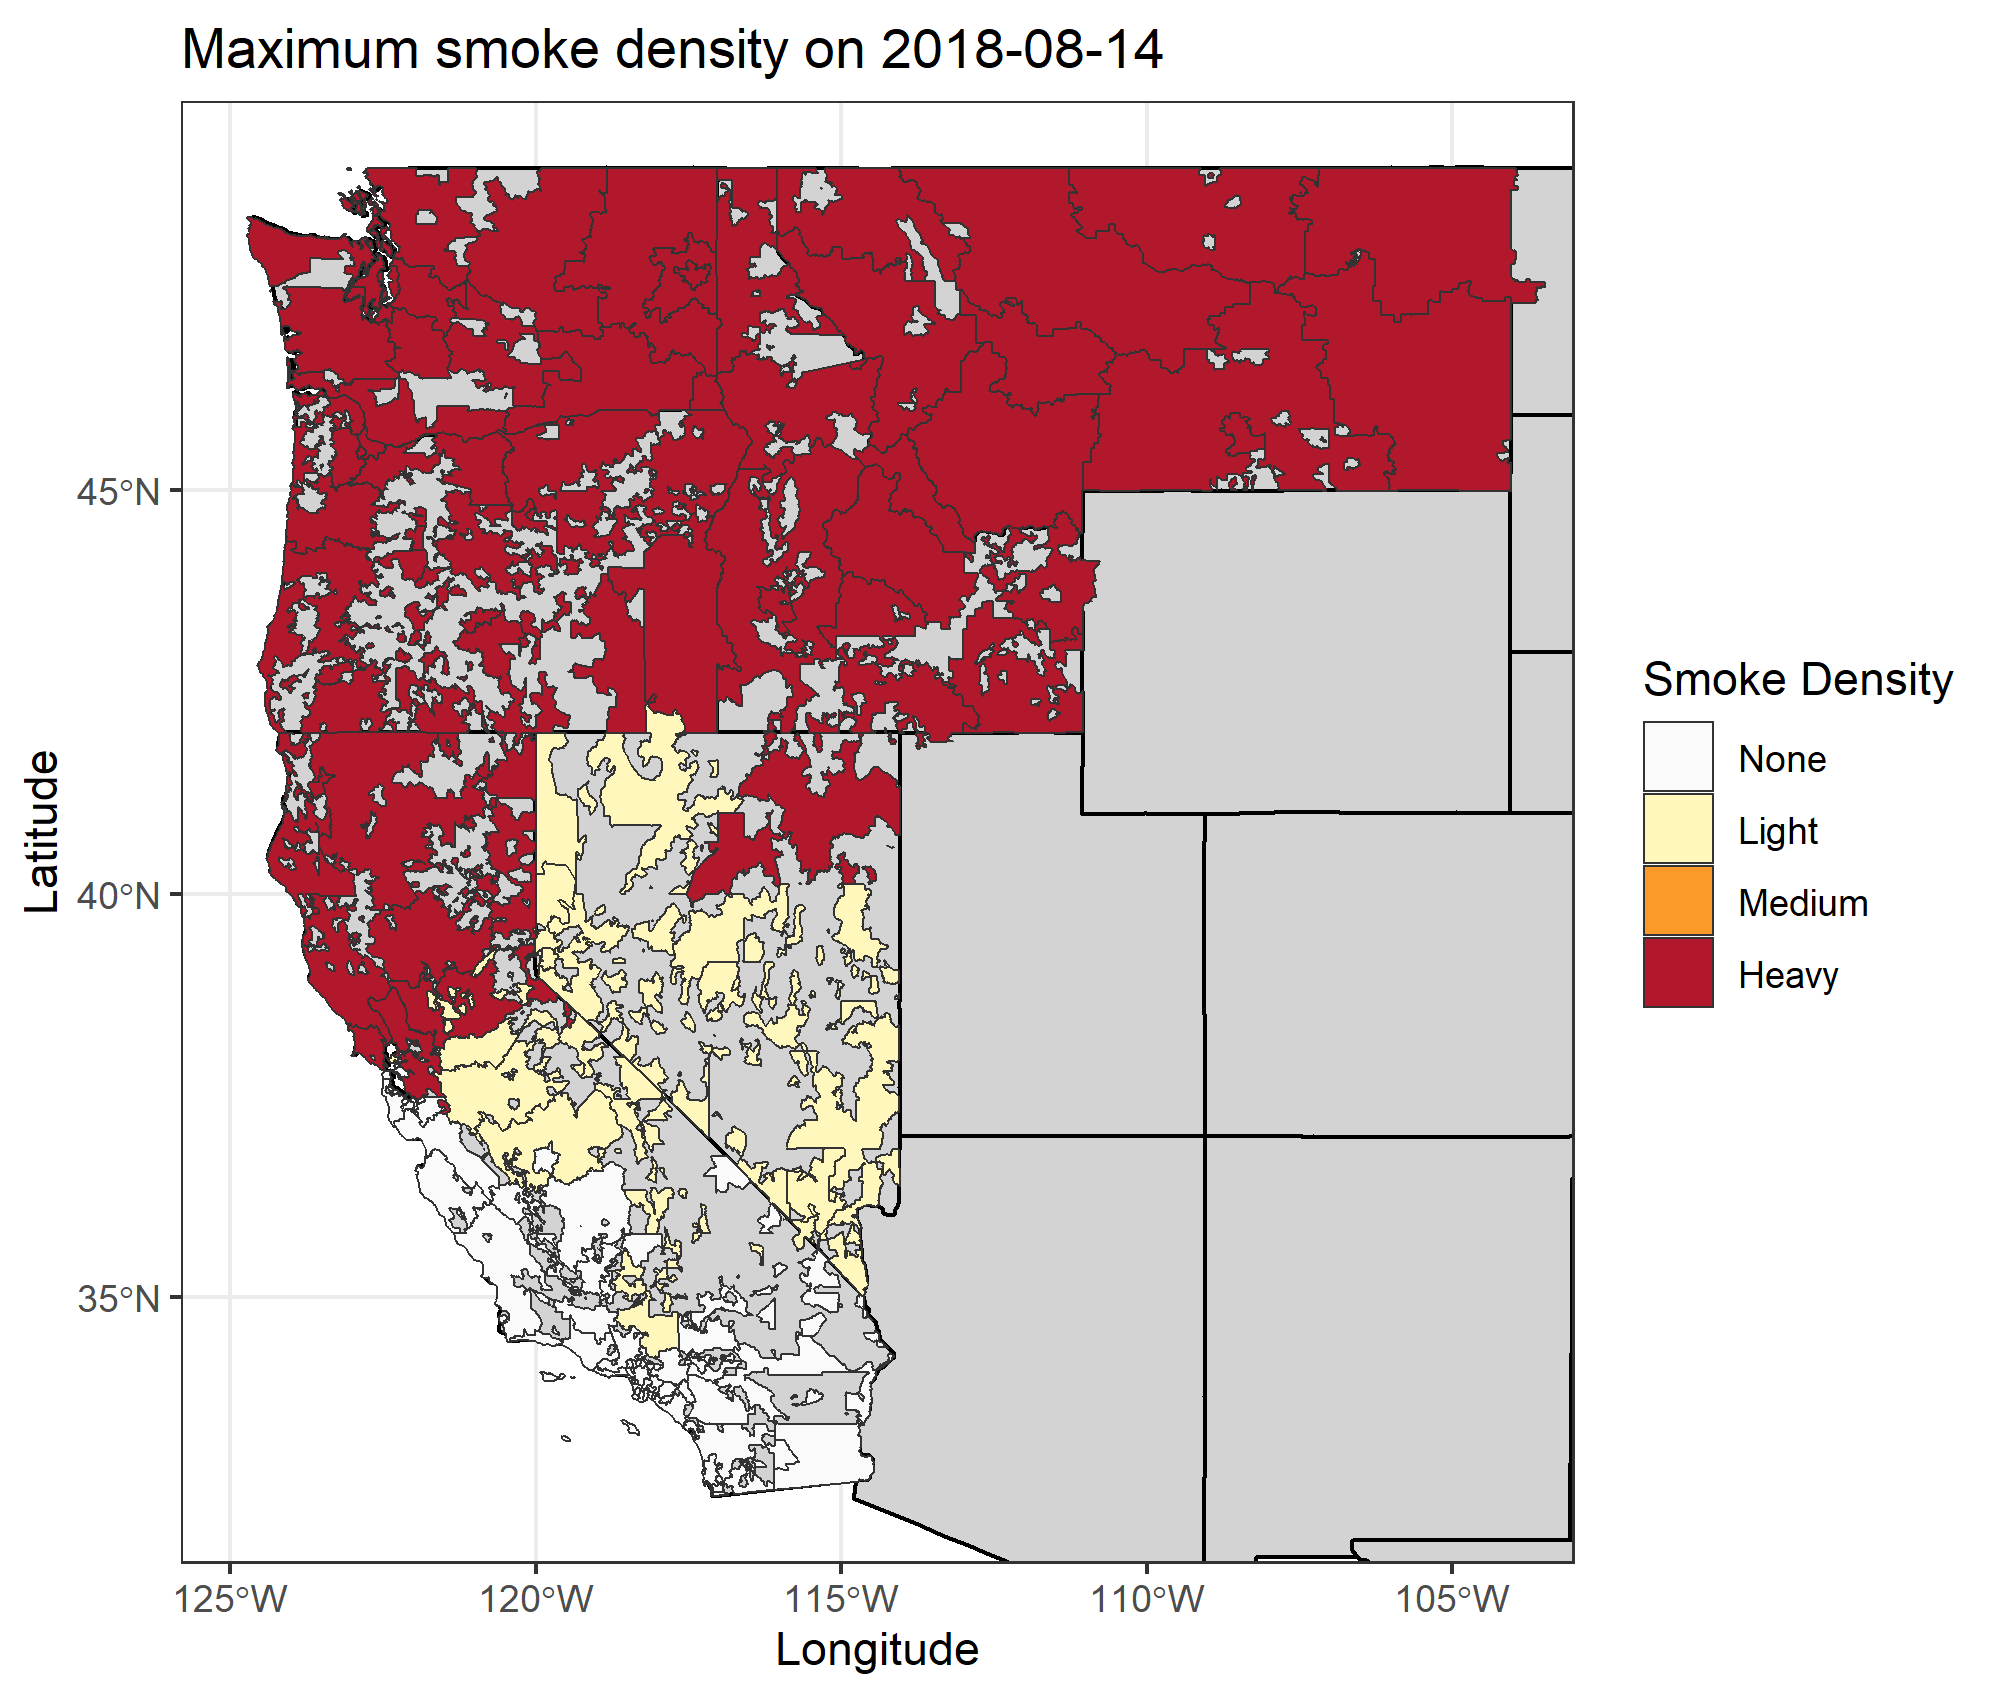 Maximum smoke density on 2018-08-14
45°N
40°N
35°N
Latitude
125°W
120°W
115°W
110°W
105°W
Longitude
Smoke Density
None
Light
Medium
Heavy